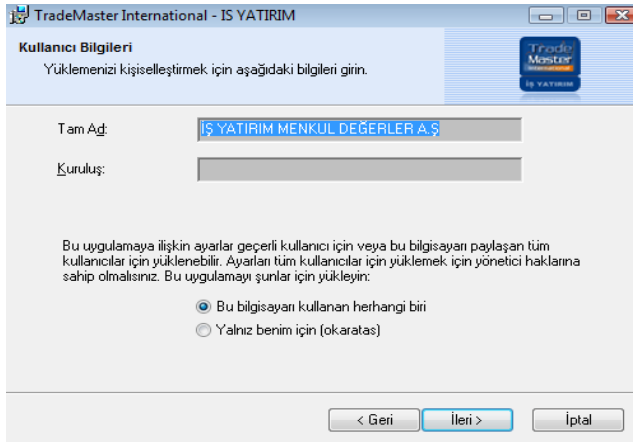 TradeMaster International - IS YATIRIM
Kullanıcı Bilgileri
Yüklemenizi kişiselleştirmek için aşağıdaki bilgileri girin.
Trade
Master
International
İŞ YATIRIM
Tam Ad:
İŞ YATIRIM MENKUL DEĞERLER A.Ş
Kuruluş:
Bu uygulamaya ilişkin ayarlar geçerli kullanıcı için veya bu bilgisayarı paylaşan tüm
kullanıcılar için yüklenebilir. Ayarları tüm kullanıcılar için yüklemek için yönetici haklarına
sahip olmalısınız. Bu uygulamayı şunlar için yükleyin:
Bu bilgisayarı kullanan herhangi biri
Yalnız benim için (okaratas)
< Geri
İleri >
İptal